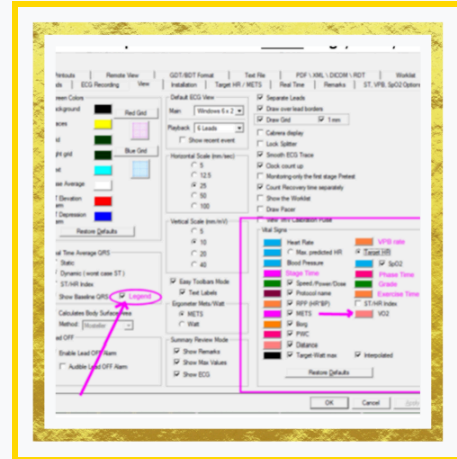 Remote View GDT/BDT Format Text File PDF \ XML \ DICOM \ RDT Worklist
ECG Recording View Installation Target HR / METS Real Time Remarks ST, VPB, SpO2 Options
Red Grid
Blue Grid
Average
Elevation
Depression
Restore Defaults
Time Average QRS
Static
Dynamic (worst case ST)
ST/HR Index
Show Baseline QRS Legend
Calculates Body Surface
Method
Enable Lead OFF Alarm
Audible Lead OFF Alarm
Default ECG View
Main Windows 6 x 2
Playback 6 Leads
Show recent event
Horizontal Scale (mm/sec)
5
12.5
25
50
100
Vertical Scale (mm/mV)
5
10
20
40
Easy Toolbars Mode
Text Labels
Ergometer Mets/Watt
METS
Watt
Summary Review Mode
Show Remarks
Show Max Values
Show ECG
Separate Leads
Draw over lead borders
Draw Grid 1 mm
Cabrera display
Lock Splitter
Smooth ECG Trace
Clock count up
Monitoring only the first stage Pretest
Count Recovery time separately
Show the Worklist
Draw Pacer
Vital Signs
Heart Rate VPB rate
Max. predicted HR Target HR
Blood Pressure SpO2
Stage Time Phase Time
Speed/Power/Dose Grade
Protocol name Exercise Time
RPP (HR*BP) ST/HR Index
METS VO2
Borg
PWC
Distance
Target-Watt max Interpolated
Restore Defaults
OK Cancel